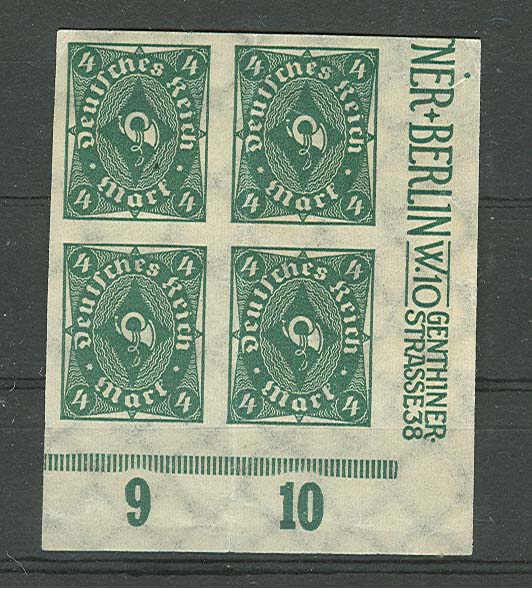 4 4
Deutsches Reich
4 Mark 4
4 4
Deutsches Reich
4 Mark 4
4 4
Deutsches Reich
4 Mark 4
4 4
Deutsches Reich
4 Mark 4
NER+BERLIN W.10 GENTHINER
STRASSE 38
9 10